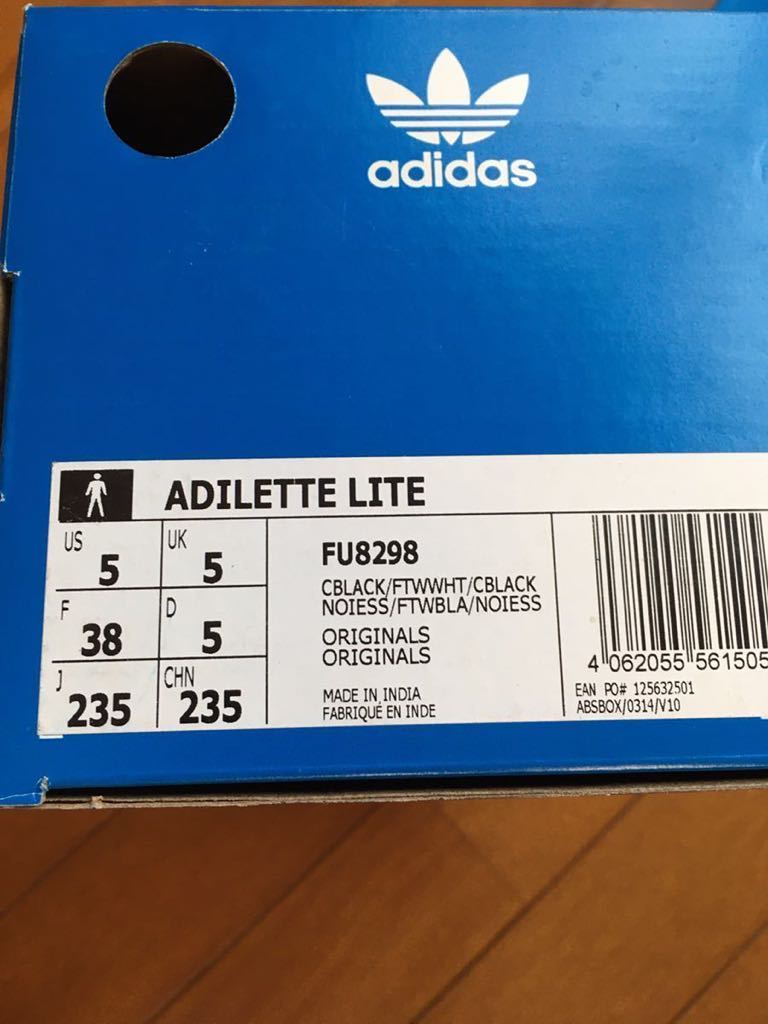 adidas
ADILETTE LITE
US 5 UK 5
F 38 D 5
J 235 CHN 235
FU8298
CBLACK/FTWWHT/CBLACK
NOIESS/FTWBLA/NOIESS
ORIGINALS
ORIGINALS
MADE IN INDIA
FABRIQUÉ EN INDE
4 062055 561505
EAN PO# 125632501
ABSBOX/0314/V10